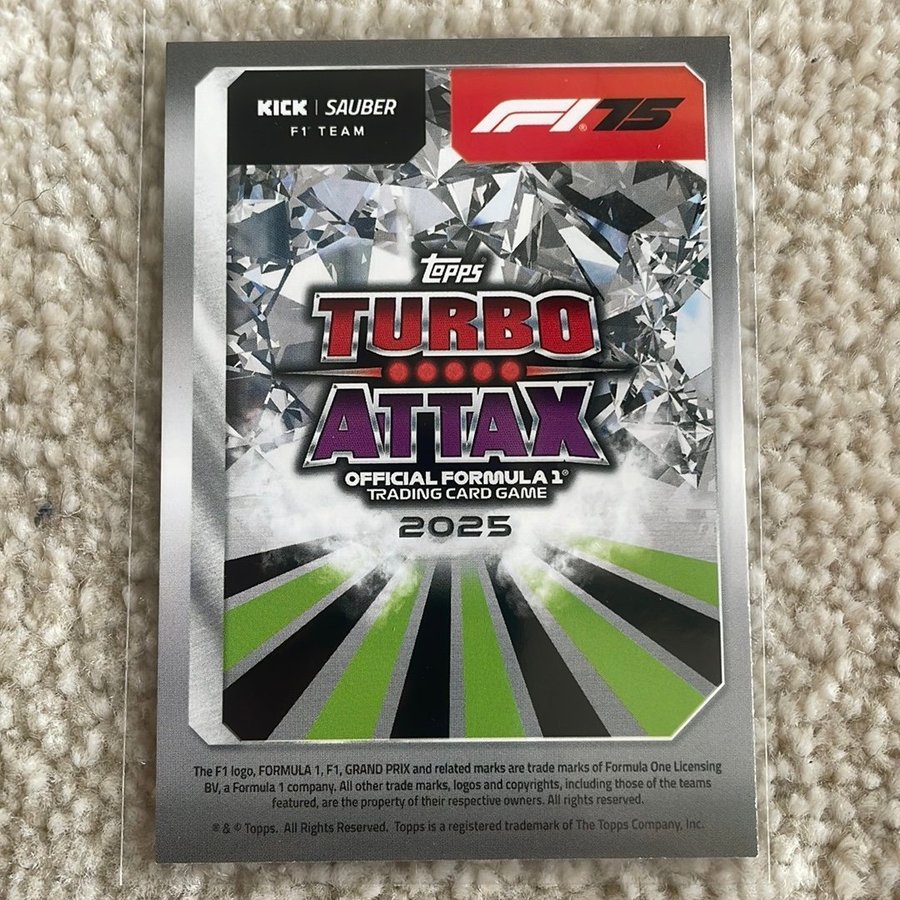 KICK | SAUBER
F1® TEAM
F1® 75
Topps
TURBO
ATTAX
OFFICIAL FORMULA 1®
TRADING CARD GAME
2025
The F1 logo, FORMULA 1, F1, GRAND PRIX and related marks are trade marks of Formula One Licensing
BV, a Formula 1 company. All other trade marks, logos and copyrights, including those of the teams
featured, are the property of their respective owners. All rights reserved.
® & © Topps. All Rights Reserved. Topps is a registered trademark of The Topps Company, Inc.